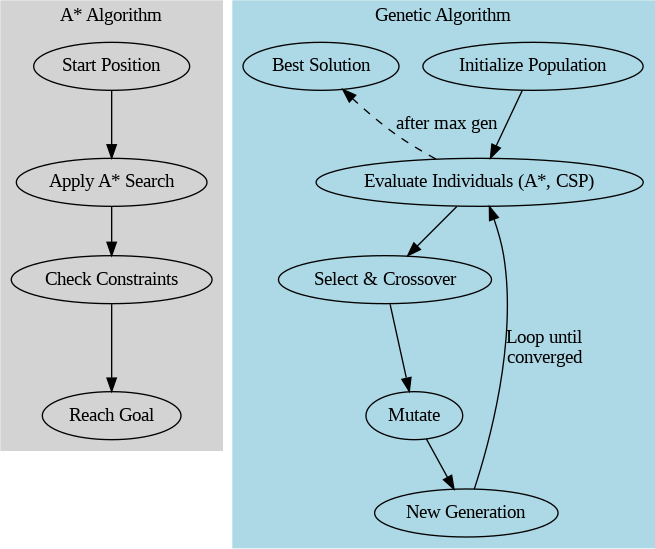 A* Algorithm
Start Position
Apply A* Search
Check Constraints
Reach Goal
Genetic Algorithm
Best Solution
Initialize Population
after max gen
Evaluate Individuals (A*, CSP)
Select & Crossover
Loop until
converged
Mutate
New Generation